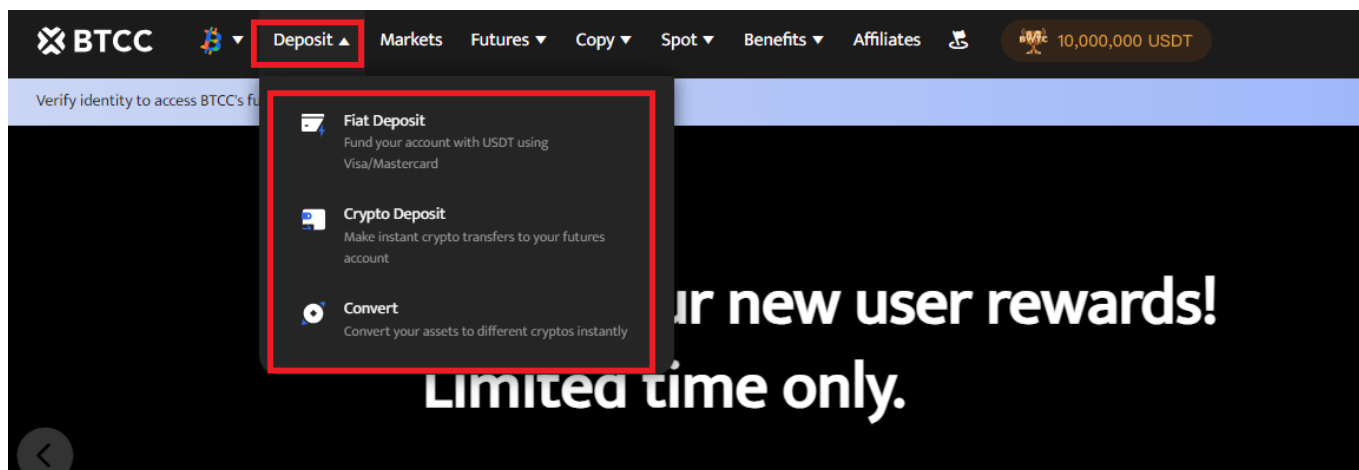 BTCC
Deposit ▲ Markets Futures ▼ Copy ▼ Spot ▼ Benefits ▼ Affiliates 10,000,000 USDT
Verify identity to access BTCC's
Fiat Deposit
Fund your account with USDT using
Visa/Mastercard
Crypto Deposit
Make instant crypto transfers to your futures
account
Convert
Convert your assets to different cryptos instantly
new user rewards!
Limited time only.